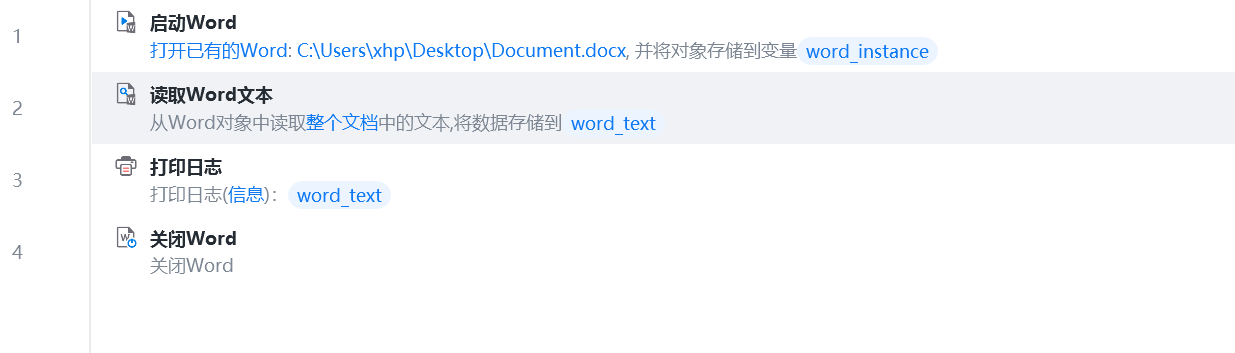 1
启动Word
打开已有的Word: C:\Users\xhp\Desktop\Document.docx, 并将对象存储到变量 word_instance
2
读取Word文本
从Word对象中读取整个文档中的文本,将数据存储到 word_text
3
打印日志
打印日志(信息)： word_text
4
关闭Word
关闭Word